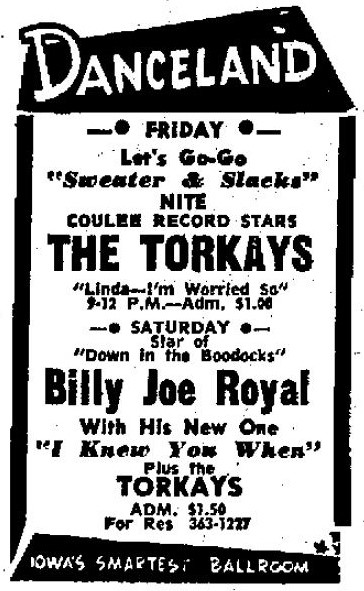 DANCELAND
FRIDAY
Let's Go-Go
"Sweater & Slacks"
NITE
COULEE RECORD STARS
THE TORKAYS
"Linda—I'm Worried So"
9-12 P.M.—Adm. $1.00
SATURDAY
Star of
"Down in the Boodocks"
Billy Joe Royal
With His New One
"I Knew You When"
Plus the
TORKAYS
ADM. $1.50
For Res 363-1227
IOWA'S SMARTEST BALLROOM